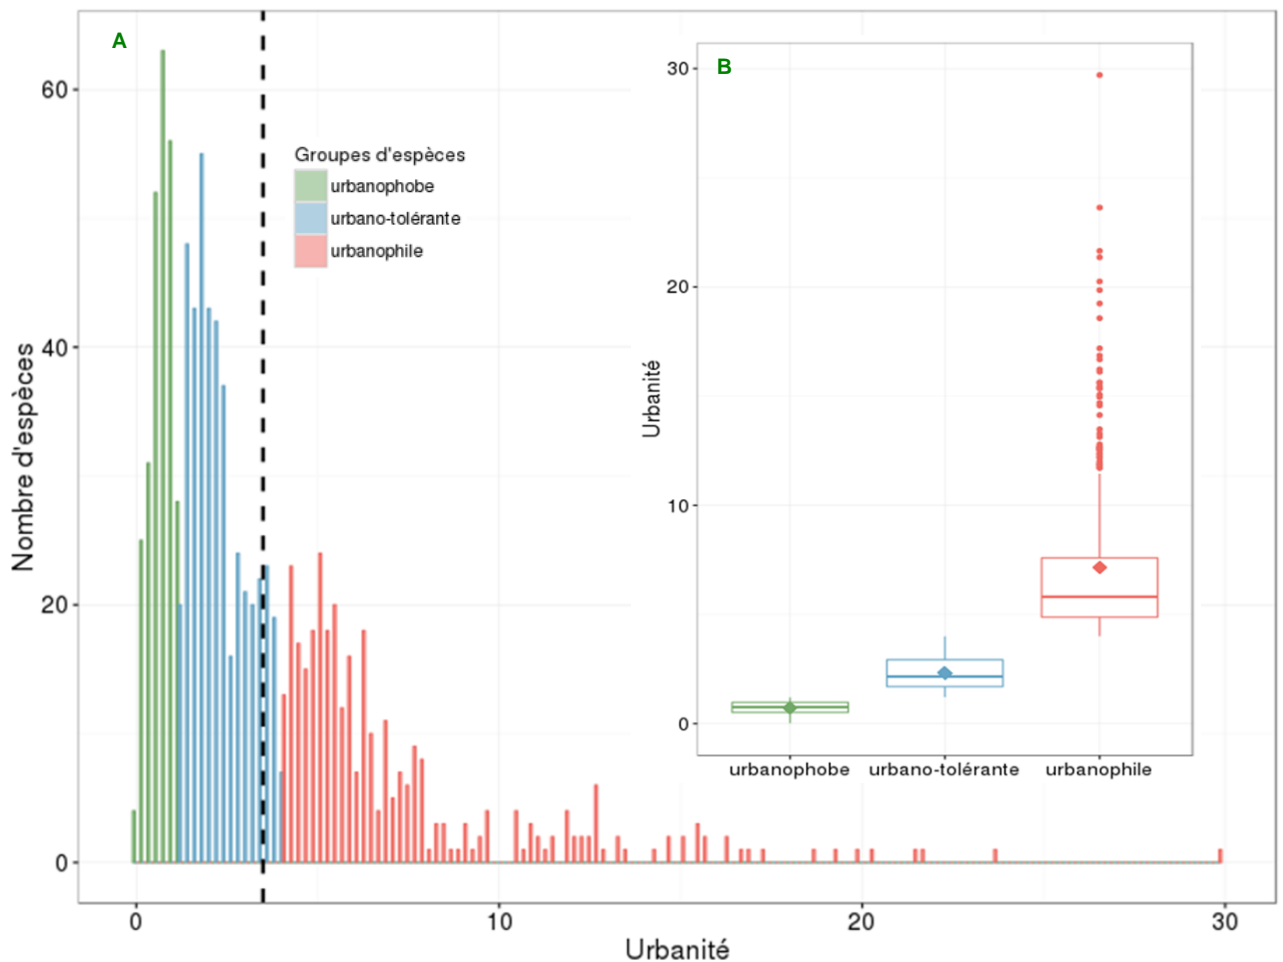 A
60
40
20
0
Nombre d'espèces
0
10
20
30
Urbanité
Groupes d'espèces
urbanophobe
urbano-tolérante
urbanophile
B
30
20
10
0
Urbanité
urbanophobe
urbano-tolérante
urbanophile